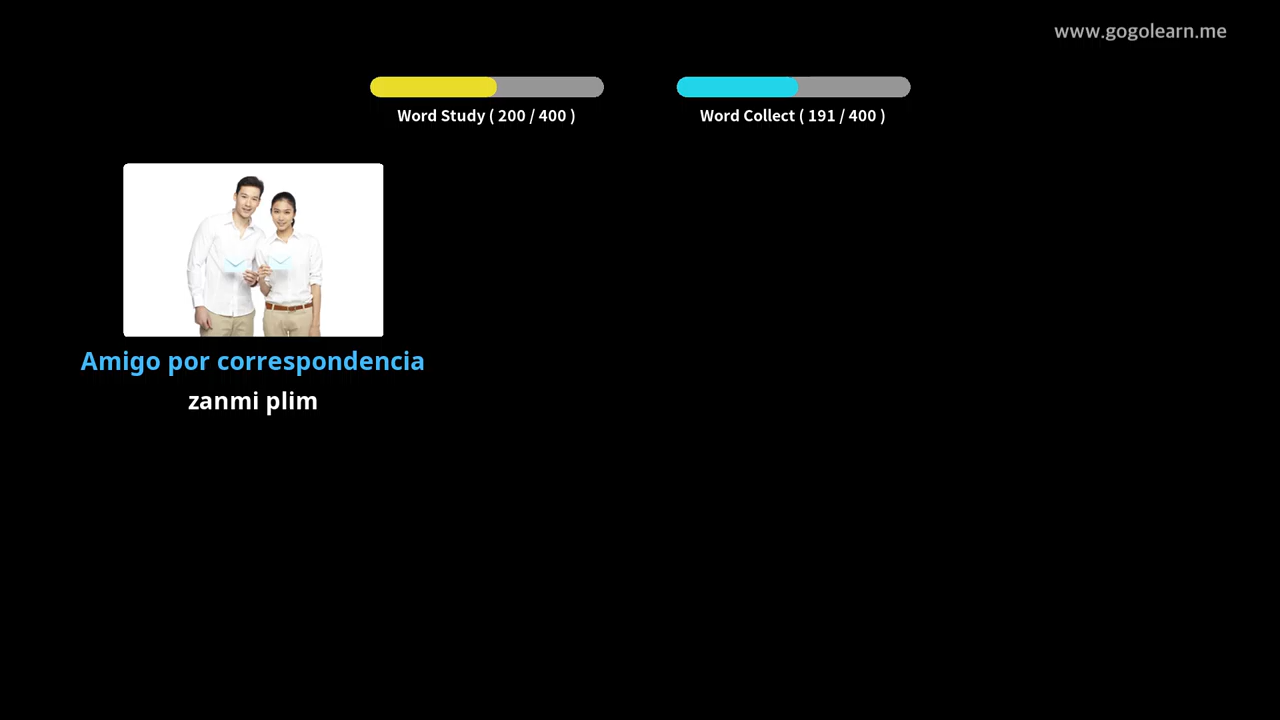 www.gogolearn.me
Word Study ( 200 / 400 )
Word Collect ( 191 / 400 )
Amigo por correspondencia
zanmi plim